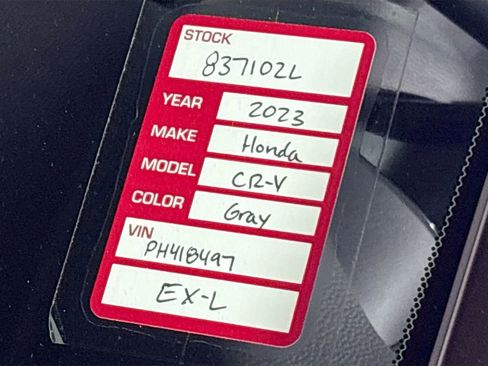 STOCK
837102L
YEAR 2023
MAKE Honda
MODEL CR-V
COLOR Gray
VIN
PH418497
EX-L